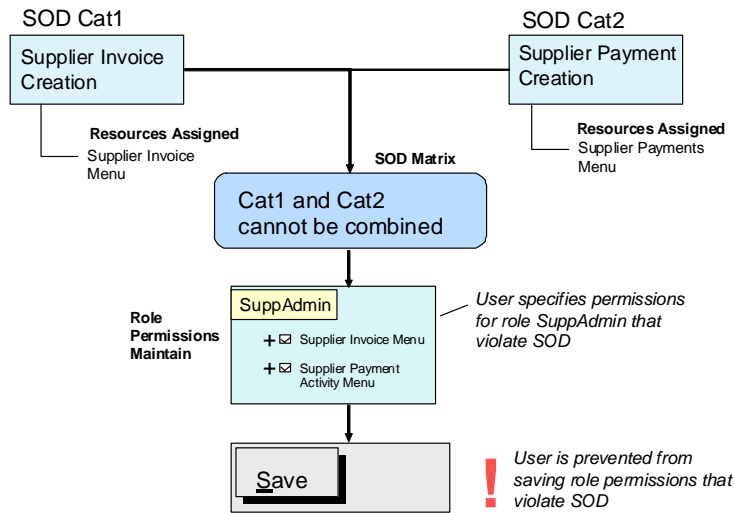 SOD Cat1
SOD Cat2
Supplier Invoice
Creation
Supplier Payment
Creation
Resources Assigned
Supplier Invoice
Menu
Resources Assigned
Supplier Payments
Menu
SOD Matrix
Cat1 and Cat2
cannot be combined
Role
Permissions
Maintain
SuppAdmin
Supplier Invoice Menu
Supplier Payment
Activity Menu
User specifies permissions
for role SuppAdmin that
violate SOD
Save
!
User is prevented from
saving role permissions that
violate SOD